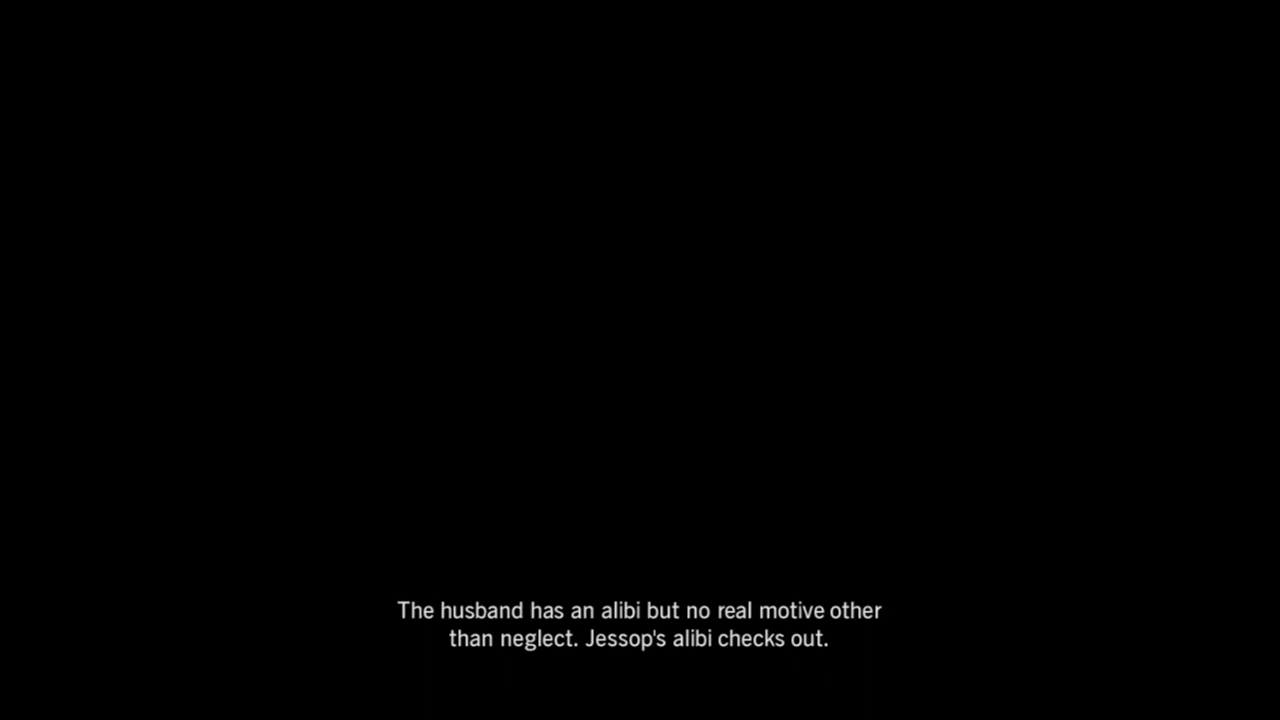 The husband has an alibi but no real motive other
than neglect. Jessop's alibi checks out.